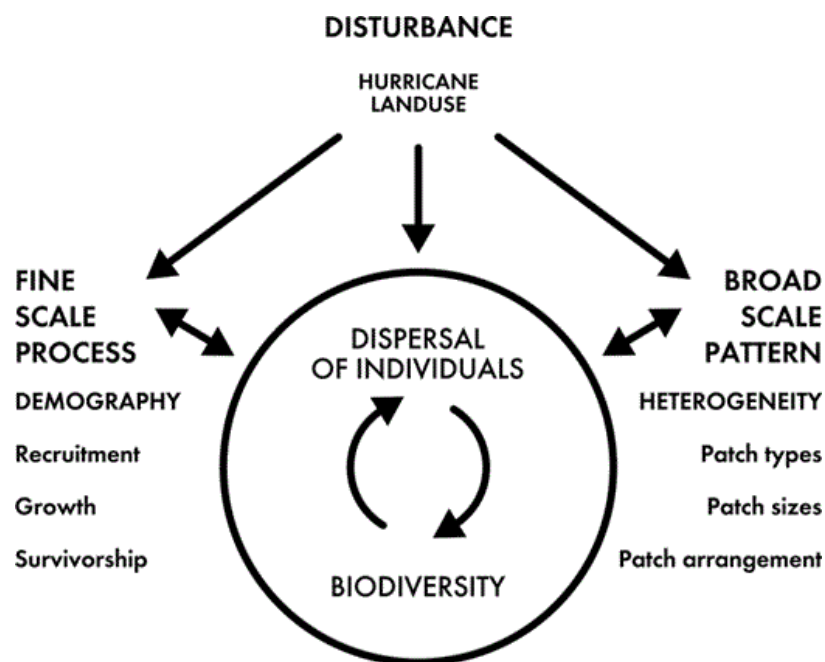 DISTURBANCE
HURRICANE
LANDUSE
FINE
SCALE
PROCESS
DEMOGRAPHY
Recruitment
Growth
Survivorship
DISPERSAL
OF INDIVIDUALS
BIODIVERSITY
BROAD
SCALE
PATTERN
HETEROGENEITY
Patch types
Patch sizes
Patch arrangement